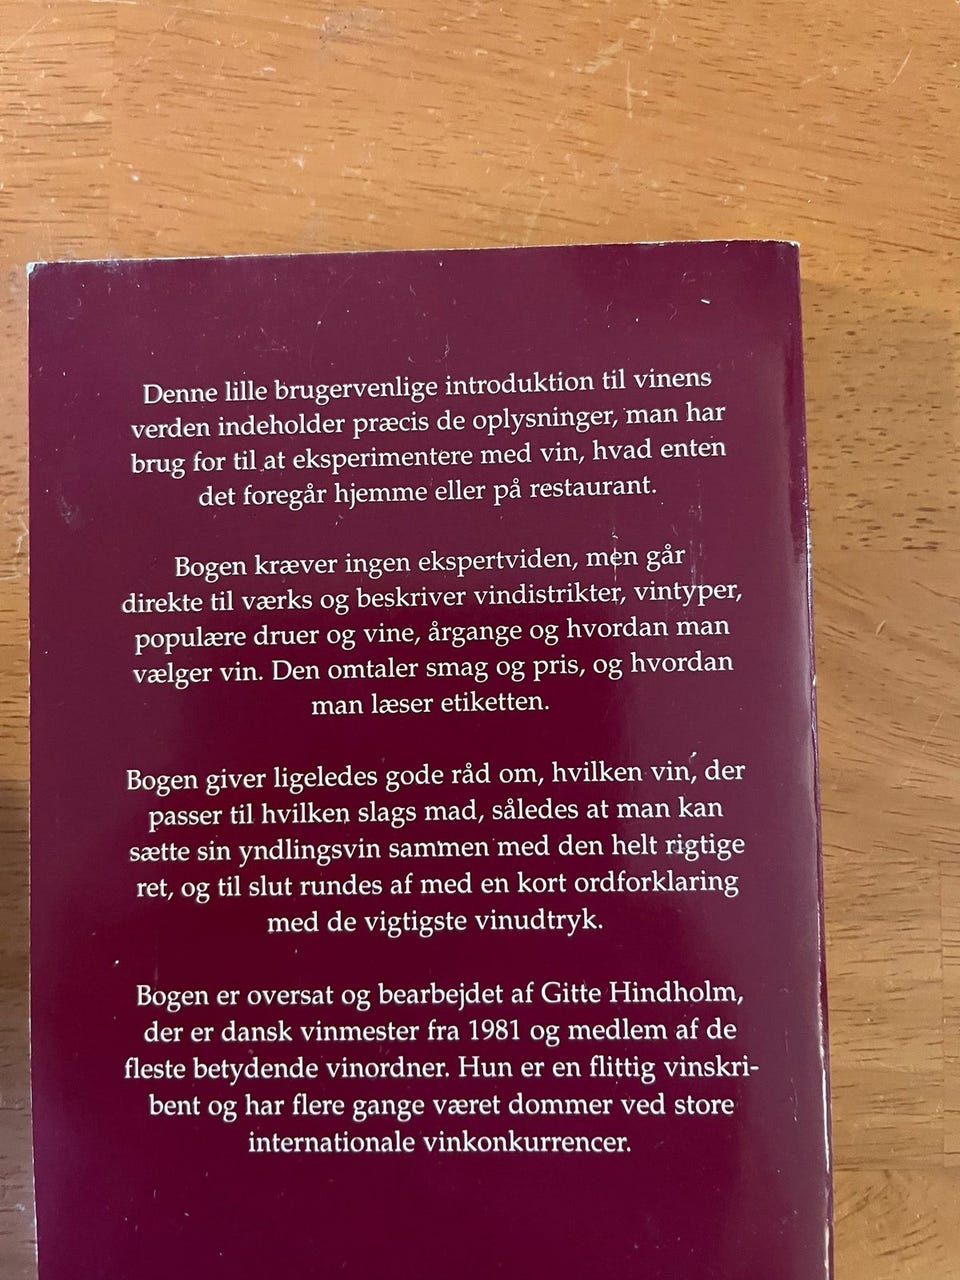 Denne lille brugervenlige introduktion til vinens
verden indeholder præcis de oplysninger, man har
brug for til at eksperimentere med vin, hvad enten
det foregår hjemme eller på restaurant.
Bogen kræver ingen ekspertviden, men går
direkte til værks og beskriver vindistrikter, vintyper,
populære druer og vine, årgange og hvordan man
vælger vin. Den omtaler smag og pris, og hvordan
man læser etiketten.
Bogen giver ligeledes gode råd om, hvilken vin, der
passer til hvilken slags mad, således at man kan
sætte sin yndlingsvin sammen med den helt rigtige
ret, og til slut rundes af med en kort ordforklaring
med de vigtigste vinudtryk.
Bogen er oversat og bearbejdet af Gitte Hindholm,
der er dansk vinmester fra 1981 og medlem af de
fleste betydende vinordner. Hun er en flittig vinskri-
bent og har flere gange været dommer ved store
internationale vinkonkurrencer.